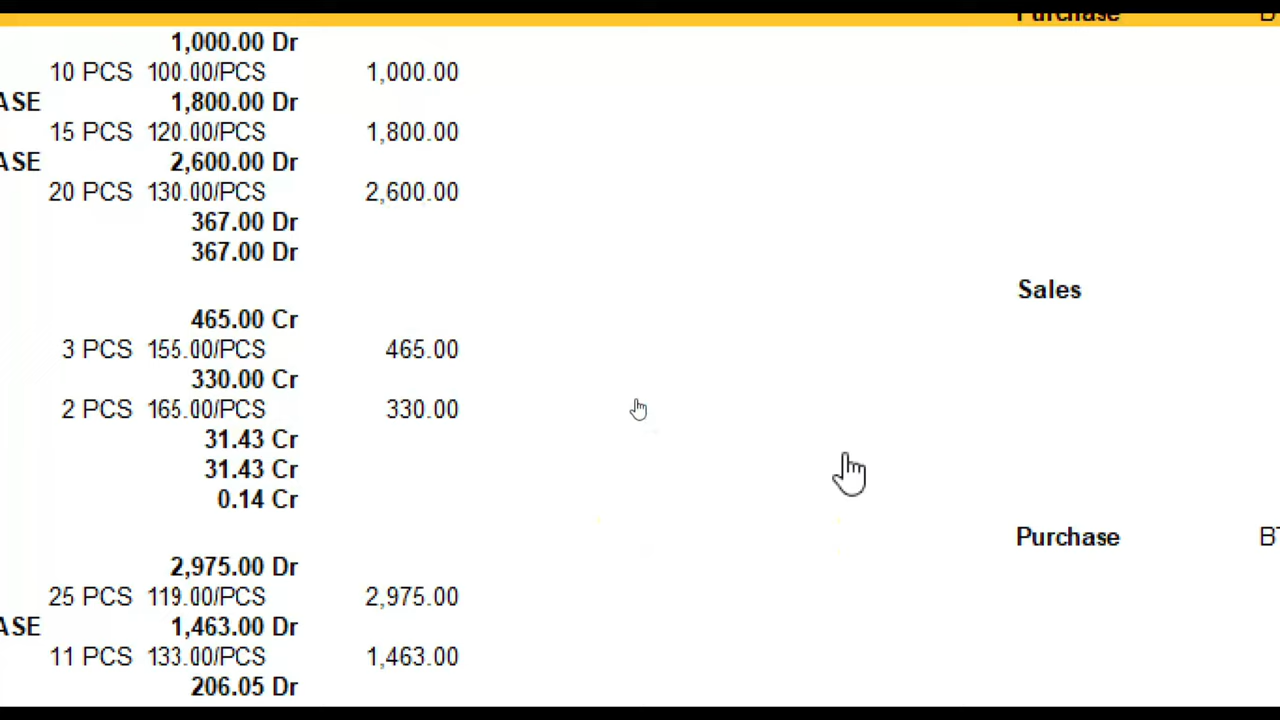 Purchase
1,000.00 Dr
10 PCS 100.00/PCS 1,000.00
ASE 1,800.00 Dr
15 PCS 120.00/PCS 1,800.00
ASE 2,600.00 Dr
20 PCS 130.00/PCS 2,600.00
367.00 Dr
367.00 Dr
Sales
465.00 Cr
3 PCS 155.00/PCS 465.00
330.00 Cr
2 PCS 165.00/PCS 330.00
31.43 Cr
31.43 Cr
0.14 Cr
Purchase
2,975.00 Dr
25 PCS 119.00/PCS 2,975.00
ASE 1,463.00 Dr
11 PCS 133.00/PCS 1,463.00
206.05 Dr